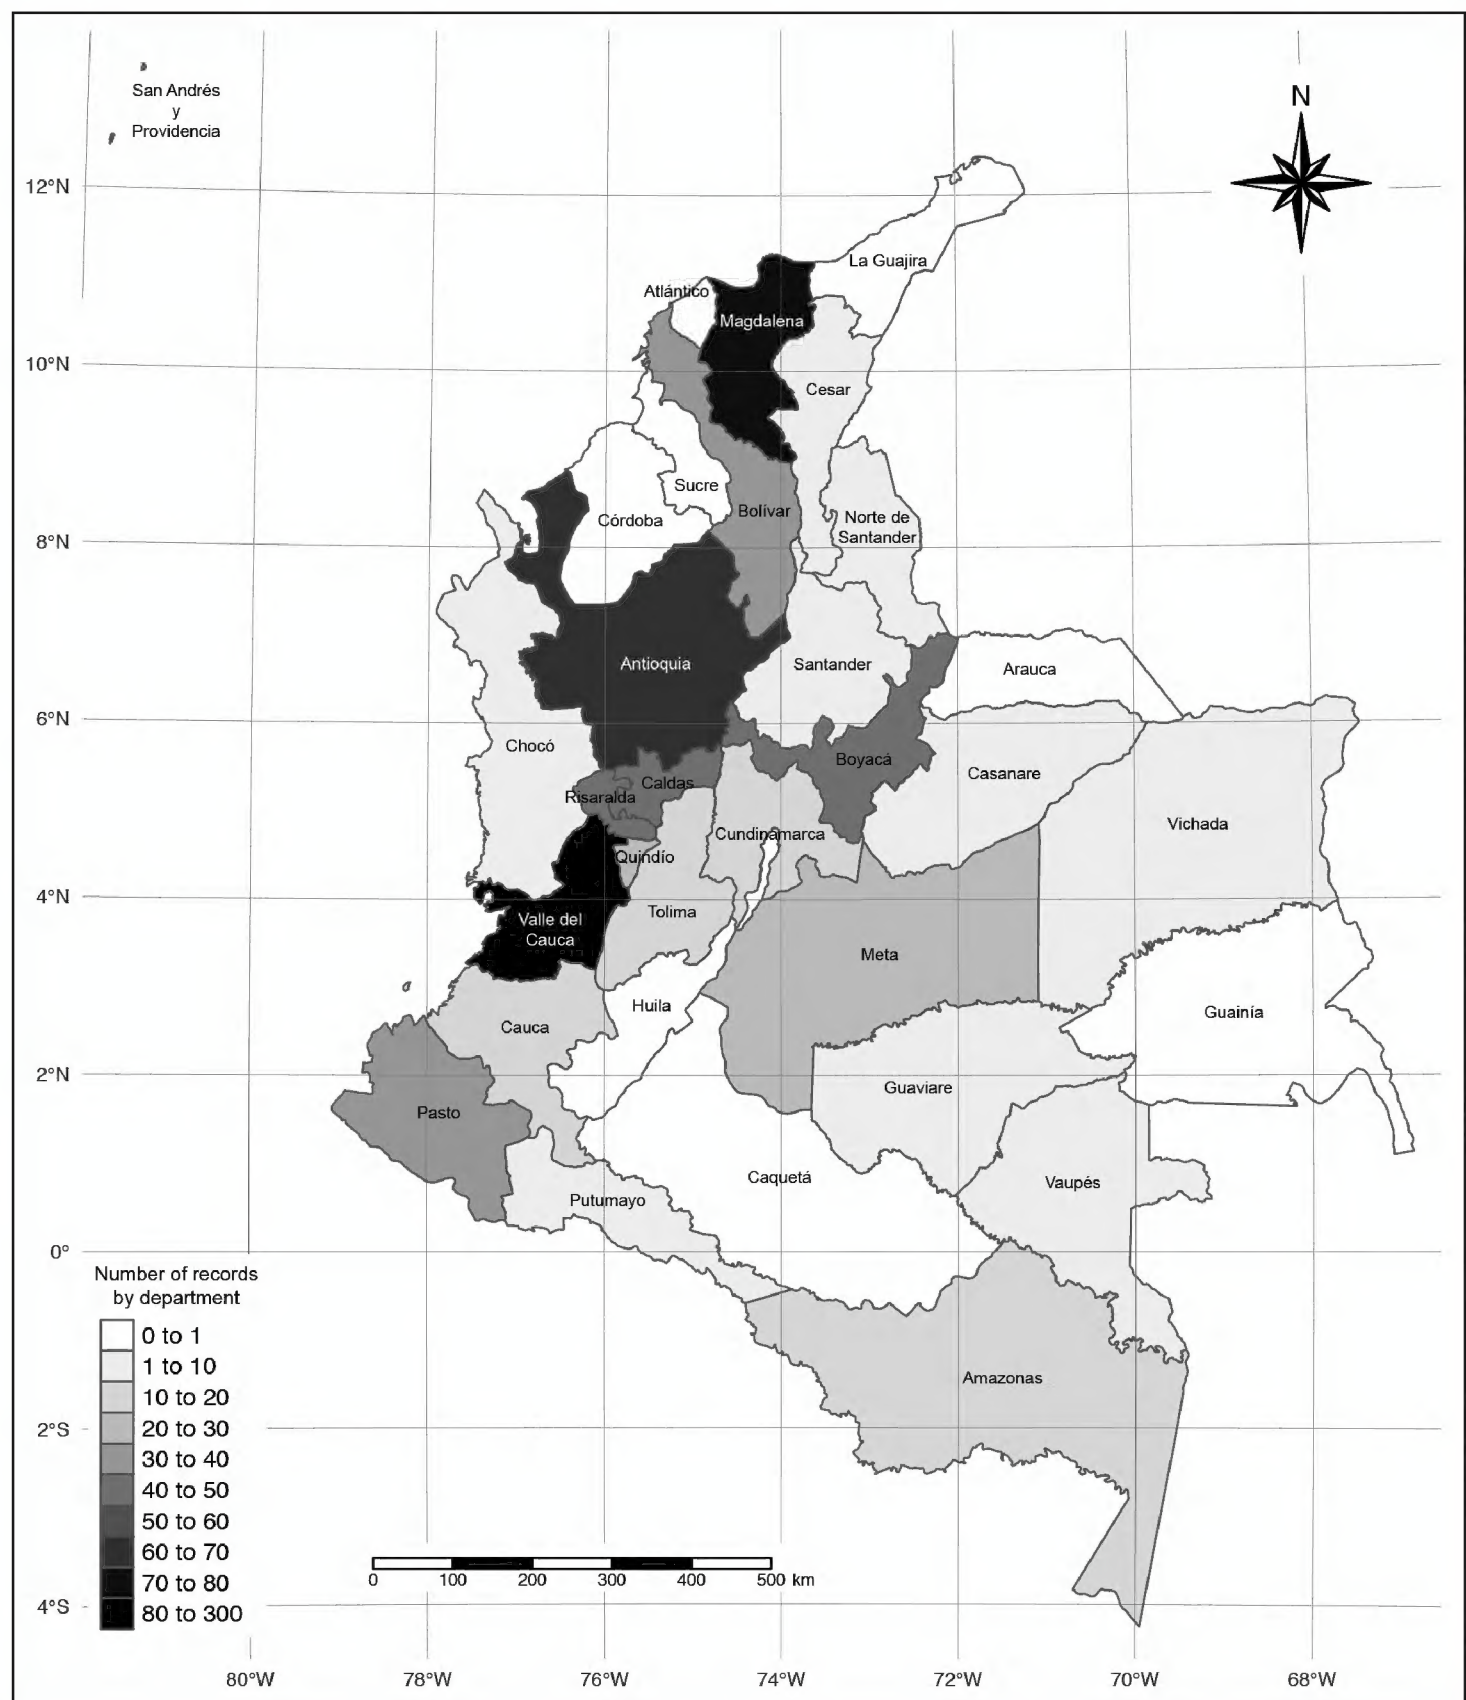 San Andrés
y
Providencia
N
12°N
10°N
8°N
6°N
4°N
2°N
0°
2°S
4°S
La Guajira
Atlántico
Magdalena
Cesar
Sucre
Córdoba
Bolívar
Norte de
Santander
Antioquia
Santander
Arauca
Chocó
Boyacá
Casanare
Caldas
Risaralda
Vichada
Cundinamarca
Quindío
Tolima
Valle del
Cauca
Meta
Huila
Guainía
Cauca
Guaviare
Pasto
Caquetá
Vaupés
Putumayo
Amazonas
Number of records
by department
0 to 1
1 to 10
10 to 20
20 to 30
30 to 40
40 to 50
50 to 60
60 to 70
70 to 80
80 to 300
0 100 200 300 400 500 km
80°W 78°W 76°W 74°W 72°W 70°W 68°W